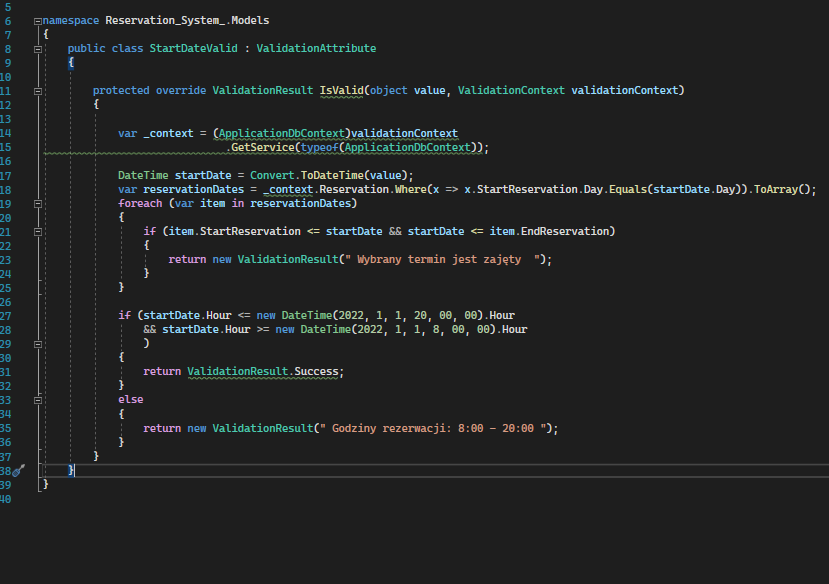 5
6 namespace Reservation_System_.Models
7 {
8 public class StartDateValid : ValidationAttribute
9 {
10
11 protected override ValidationResult IsValid(object value, ValidationContext validationContext)
12 {
13
14 var _context = (ApplicationDbContext)validationContext
15 .GetService(typeof(ApplicationDbContext));
16
17 DateTime startDate = Convert.ToDateTime(value);
18 var reservationDates = _context.Reservation.Where(x => x.StartReservation.Day.Equals(startDate.Day)).ToArray();
19 foreach (var item in reservationDates)
20 {
21 if (item.StartReservation <= startDate && startDate <= item.EndReservation)
22 {
23 return new ValidationResult(" Wybrany termin jest zajęty  ");
24 }
25 }
26
27 if (startDate.Hour <= new DateTime(2022, 1, 1, 20, 00, 00).Hour
28 && startDate.Hour >= new DateTime(2022, 1, 1, 8, 00, 00).Hour
29 )
30 {
31 return ValidationResult.Success;
32 }
33 else
34 {
35 return new ValidationResult(" Godziny rezerwacji: 8:00 - 20:00 ");
36 }
37 }
38 }
39 }
40